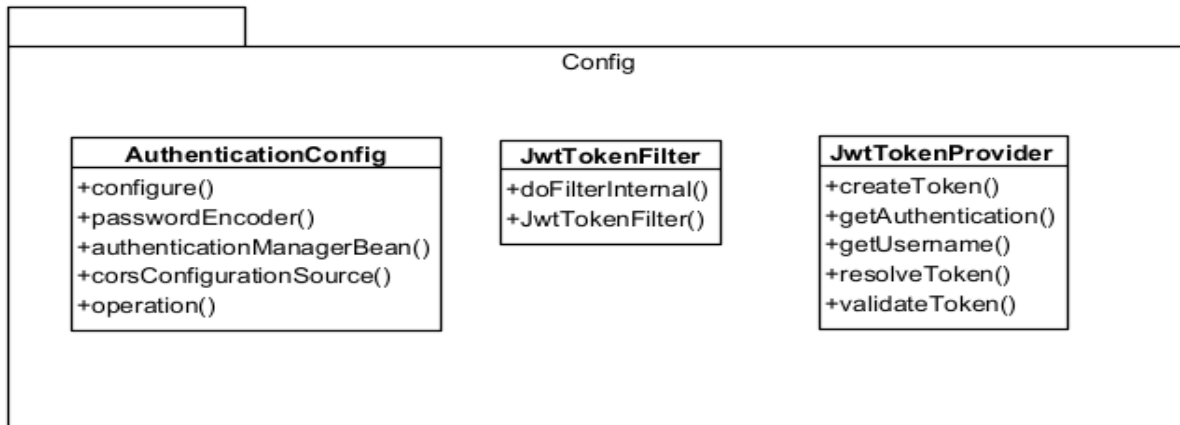 Config
AuthenticationConfig
+configure()
+passwordEncoder()
+authenticationManagerBean()
+corsConfigurationSource()
+operation()
JwtTokenFilter
+doFilterInternal()
+JwtTokenFilter()
JwtTokenProvider
+createToken()
+getAuthentication()
+getUsername()
+resolveToken()
+validateToken()